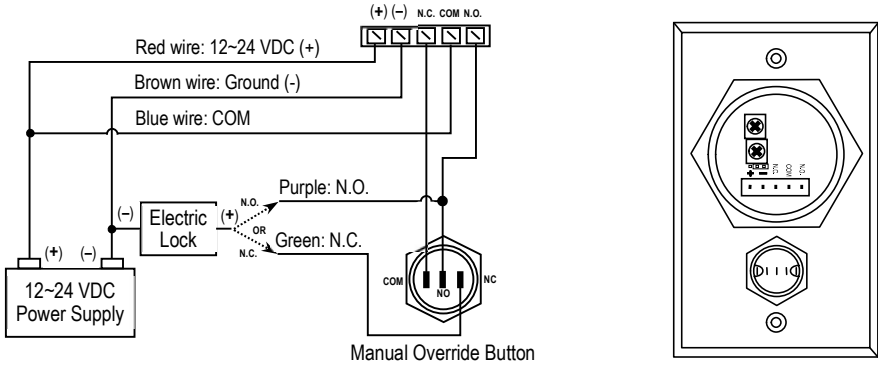 (+) (–) N.C. COM N.O.
Red wire: 12~24 VDC (+)
Brown wire: Ground (-)
Blue wire: COM
Purple: N.O.
N.O.
(–)
Electric
Lock
(+)
OR
Green: N.C.
N.C.
(+) (–)
12~24 VDC
Power Supply
COM
NO
NC
Manual Override Button
+ – N.C. COM N.O.